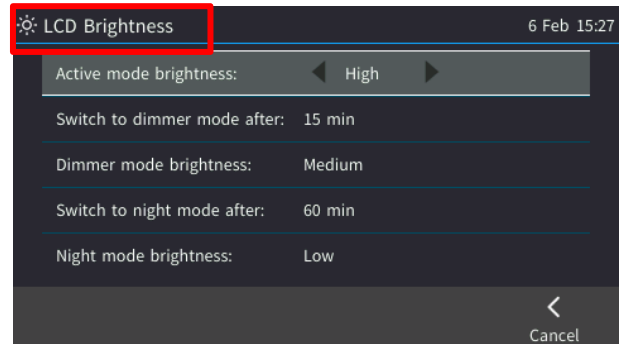 LCD Brightness 6 Feb 15:27
Active mode brightness: High
Switch to dimmer mode after: 15 min
Dimmer mode brightness: Medium
Switch to night mode after: 60 min
Night mode brightness: Low
Cancel